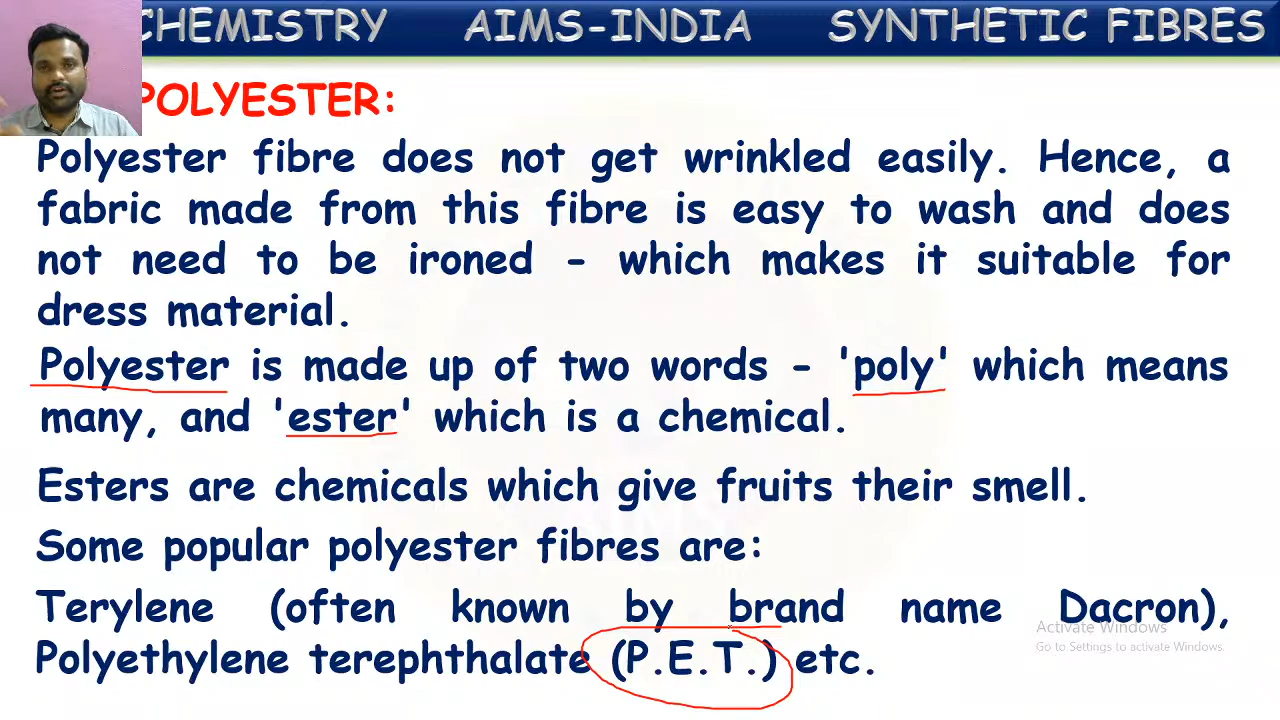 CHEMISTRY AIMS-INDIA SYNTHETIC FIBRES
POLYESTER:
Polyester fibre does not get wrinkled easily. Hence, a
fabric made from this fibre is easy to wash and does
not need to be ironed - which makes it suitable for
dress material.
Polyester is made up of two words - 'poly' which means
many, and 'ester' which is a chemical.
Esters are chemicals which give fruits their smell.
Some popular polyester fibres are:
Terylene (often known by brand name Dacron),
Polyethylene terephthalate (P.E.T.) etc.
Activate Windows
Go to Settings to activate Windows.
AIMS